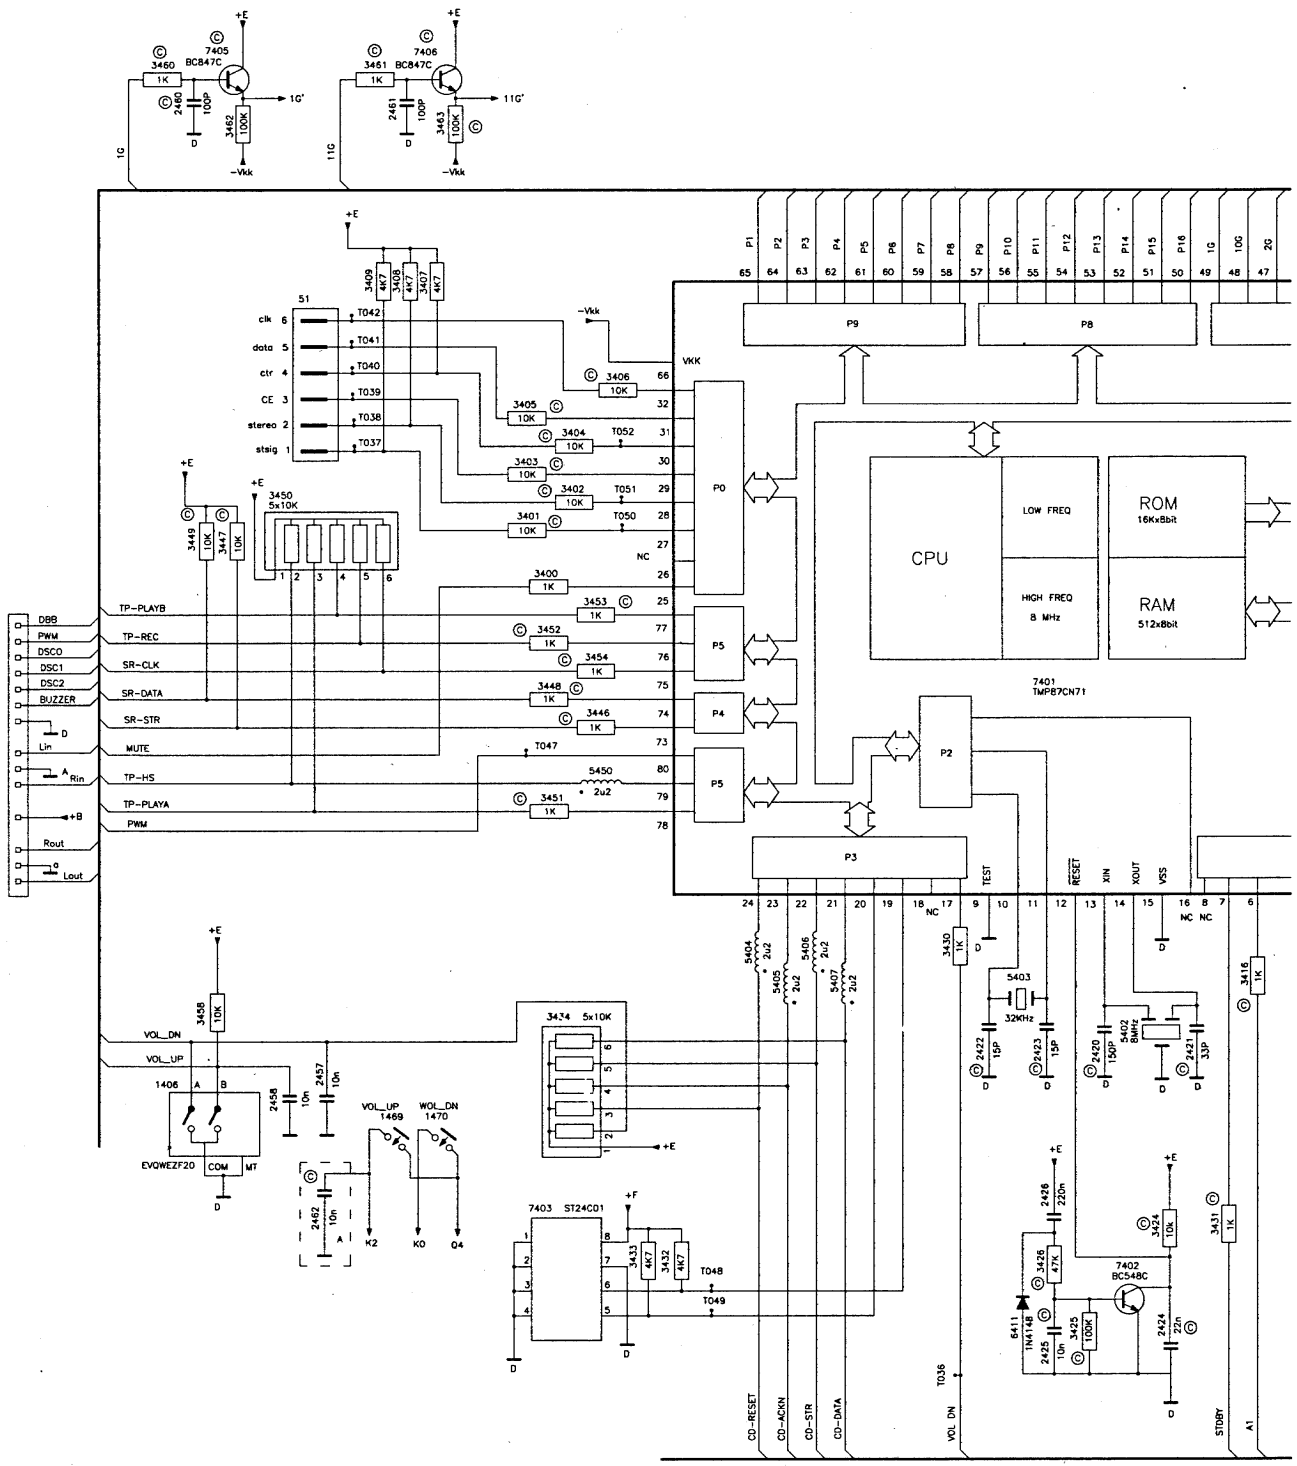 +E +E
© 7405 © 7406
© 3460 BC847C © 3461 BC847C
1K 1K
1G' 11G'
© 2460 100P 2461 100P
3462 100K 3463 100K ©
D D
-Vkk -Vkk
1G 11G
P1 P2 P3 P4 P5 P6 P7 P8 P9 P10 P11 P12 P13 P14 P15 P16 1G 10G 2G
65 64 63 62 61 60 59 58 57 56 55 54 53 52 51 50 49 48 47
+E
3409 4K7 3408 4K7 3407 4K7
51
clk 6 T042
data 5 T041
ctr 4 T040
CE 3 T039
stereo 2 T038
stsig 1 T037
-Vkk
VKK
P9 P8
66
© 3406 10K
32
3405 © 10K
31
© 3404 10K T052
30
3403 © 10K
29
© 3402 10K T051
28
3401 © 10K T050
27
NC
26
3400 1K
25
P0
CPU
LOW FREQ
HIGH FREQ
8 MHz
ROM
16Kx8bit
RAM
512x8bit
7401
TMP87CN71
+E
© ©
3449 10K 3447 10K
+E
3450
5x10K
1 2 3 4 5 6
DBB
PWM
DSC0
DSC1
DSC2
BUZZER
D
Lin
A
Rin
+B
Rout
a
Lout
TP-PLAYB 3453 © 1K
77
TP-REC © 3452 1K
76
SR-CLK © 3454 1K
75
SR-DATA 3448 © 1K
74
SR-STR © 3446 1K
73
MUTE T047
80
TP-HS 5450 2u2
79
TP-PLAYA © 3451 1K
78
PWM
P5
P4
P5
P2
P3
TEST RESET XIN XOUT VSS
24 23 22 21 20 19 18 17 9 10 11 12 13 14 15 16 8 7 6
NC NC NC
D D
5404 2u2 5405 2u2 5406 2u2 5407 2u2
3430 1K
5403
32KHz
© 2422 15P
© 2423 15P
© 2420 150P
5402 8MHz
© 2421 33P
3416 1K ©
D D D D D
+E
3458 10K
VOL_DN
VOL_UP
1406 A B
2458 10n
2457 10n
EVQWEZF20 COM MT
D
3434 5x10K
6 5 4 3 2 1
+E
VOL_UP WOL_DN
1469 1470
© 2462 10n A
K2 K0 Q4
7403 ST24C01
+F
1 8
2 7
3 6
4 5
D D
3433 4K7 3432 4K7
T048
T049
+E +E
2426 220n
3426 47K ©
© 3424 10k
© 3431 1K
7402
BC548C
6411 1N4148
© 2425 10n
3425 100K ©
2424 22n ©
D
T036
CD-RESET CD-ACKN CD-STR CD-DATA VOL DN STDBY A1